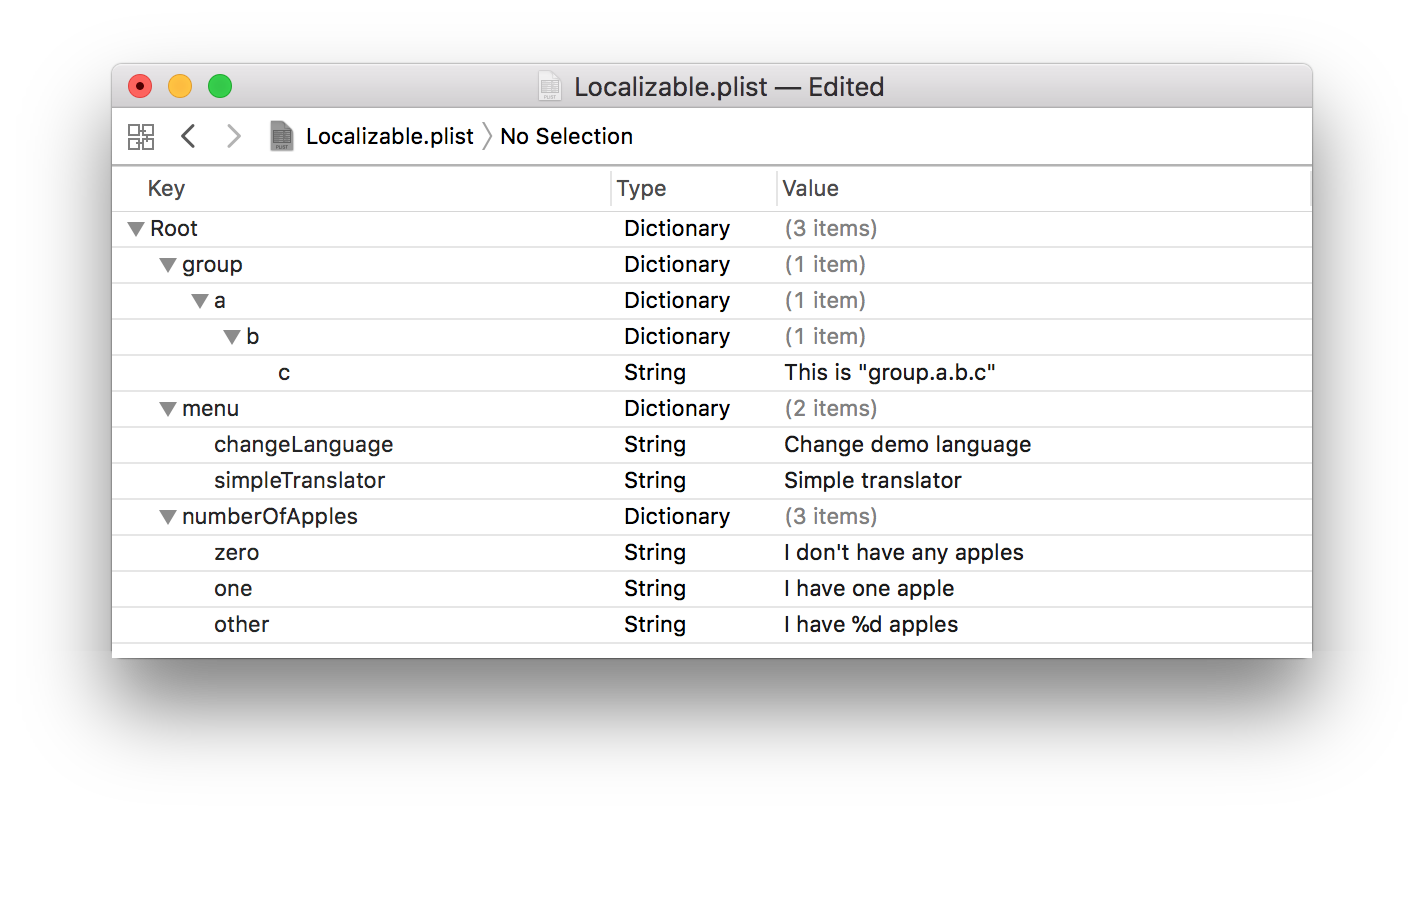 Localizable.plist — Edited
Localizable.plist No Selection
Key Type Value
Root Dictionary (3 items)
group Dictionary (1 item)
a Dictionary (1 item)
b Dictionary (1 item)
c String This is "group.a.b.c"
menu Dictionary (2 items)
changeLanguage String Change demo language
simpleTranslator String Simple translator
numberOfApples Dictionary (3 items)
zero String I don't have any apples
one String I have one apple
other String I have %d apples